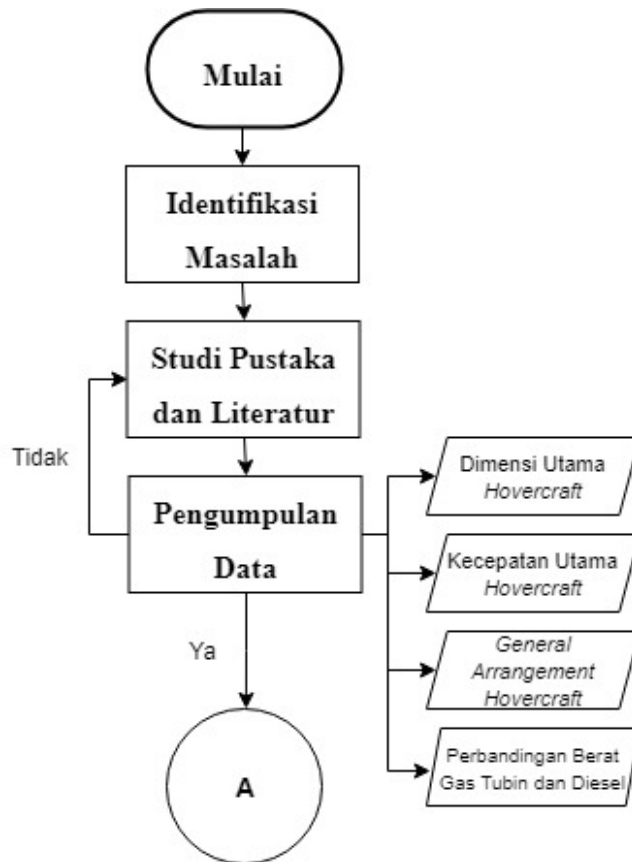 Mulai
Identifikasi
Masalah
Studi Pustaka
dan Literatur
Tidak
Pengumpulan
Data
Dimensi Utama
Hovercraft
Kecepatan Utama
Hovercraft
General
Arrangement
Hovercraft
Perbandingan Berat
Gas Tubin dan Diesel
Ya
A